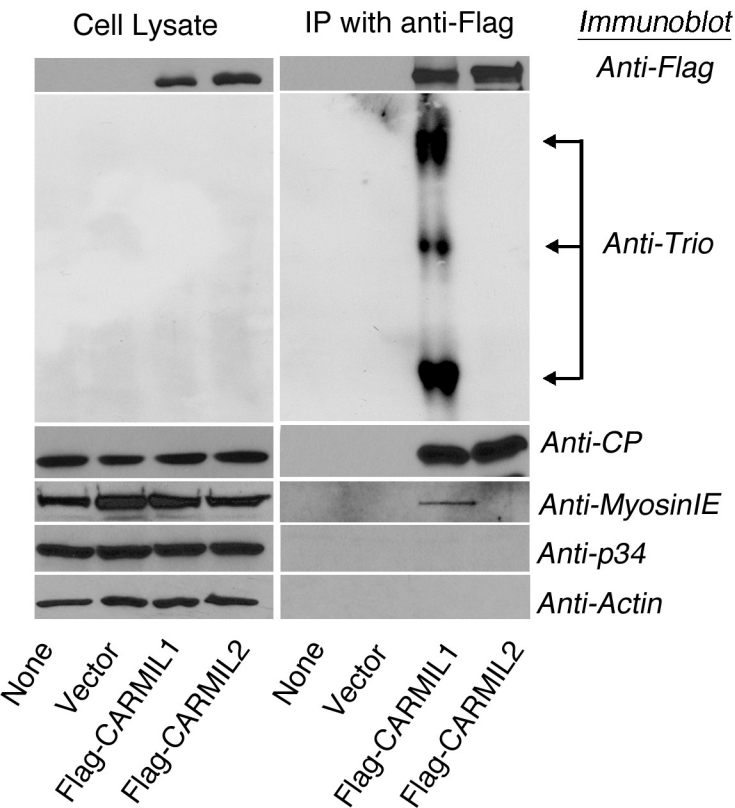 Cell Lysate
IP with anti-Flag
Immunoblot
Anti-Flag
Anti-Trio
Anti-CP
Anti-MyosinIE
Anti-p34
Anti-Actin
None
Vector
Flag-CARMIL1
Flag-CARMIL2
None
Vector
Flag-CARMIL1
Flag-CARMIL2